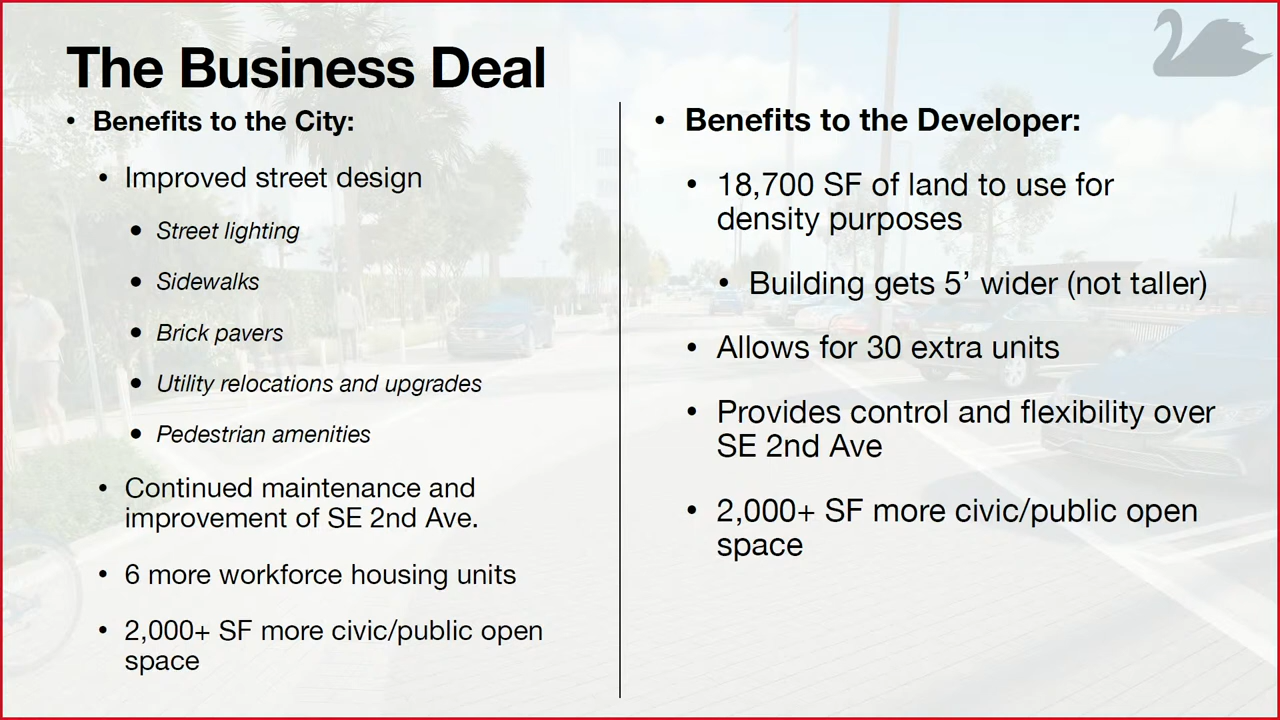 The Business Deal
• Benefits to the City:
• Improved street design
• Street lighting
• Sidewalks
• Brick pavers
• Utility relocations and upgrades
• Pedestrian amenities
• Continued maintenance and
improvement of SE 2nd Ave.
• 6 more workforce housing units
• 2,000+ SF more civic/public open
space
• Benefits to the Developer:
• 18,700 SF of land to use for
density purposes
• Building gets 5’ wider (not taller)
• Allows for 30 extra units
• Provides control and flexibility over
SE 2nd Ave
• 2,000+ SF more civic/public open
space